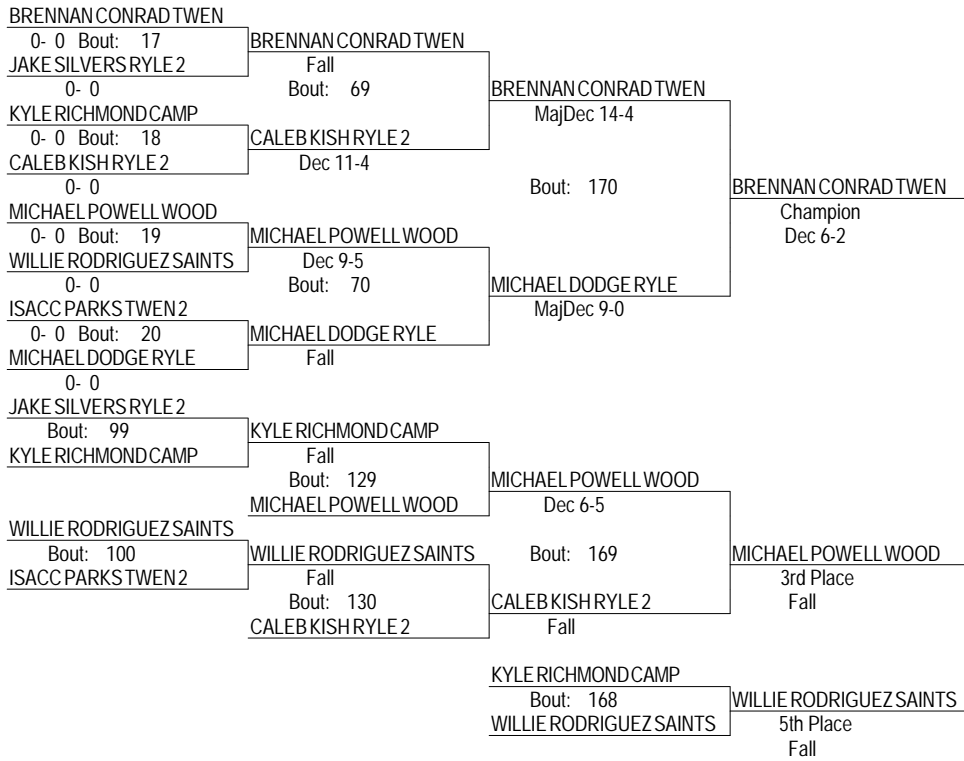 BRENNAN CONRAD TWEN
0- 0 Bout: 17
JAKE SILVERS RYLE 2
0- 0
KYLE RICHMOND CAMP
0- 0 Bout: 18
CALEB KISH RYLE 2
0- 0
MICHAEL POWELL WOOD
0- 0 Bout: 19
WILLIE RODRIGUEZ SAINTS
0- 0
ISACC PARKS TWEN 2
0- 0 Bout: 20
MICHAEL DODGE RYLE
0- 0
BRENNAN CONRAD TWEN
Fall
Bout: 69
CALEB KISH RYLE 2
Dec 11-4
MICHAEL POWELL WOOD
Dec 9-5
Bout: 70
MICHAEL DODGE RYLE
Fall
BRENNAN CONRAD TWEN
MajDec 14-4
Bout: 170
MICHAEL DODGE RYLE
MajDec 9-0
BRENNAN CONRAD TWEN
Champion
Dec 6-2
JAKE SILVERS RYLE 2
Bout: 99
KYLE RICHMOND CAMP
WILLIE RODRIGUEZ SAINTS
Bout: 100
ISACC PARKS TWEN 2
KYLE RICHMOND CAMP
Fall
Bout: 129
MICHAEL POWELL WOOD
WILLIE RODRIGUEZ SAINTS
Fall
Bout: 130
CALEB KISH RYLE 2
MICHAEL POWELL WOOD
Dec 6-5
Bout: 169
CALEB KISH RYLE 2
Fall
MICHAEL POWELL WOOD
3rd Place
Fall
KYLE RICHMOND CAMP
Bout: 168
WILLIE RODRIGUEZ SAINTS
WILLIE RODRIGUEZ SAINTS
5th Place
Fall